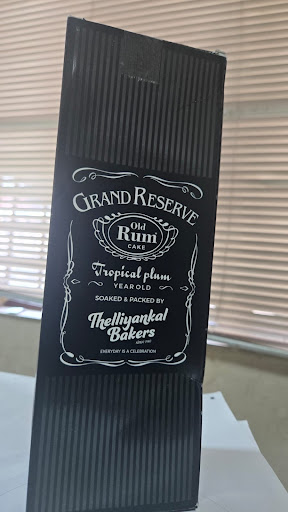 GRAND RESERVE
Old
Rum
CAKE
Tropical plum
YEAR OLD
SOAKED & PACKED BY
Thelliyankal
Bakers
EVERYDAY IS A CELEBRATION